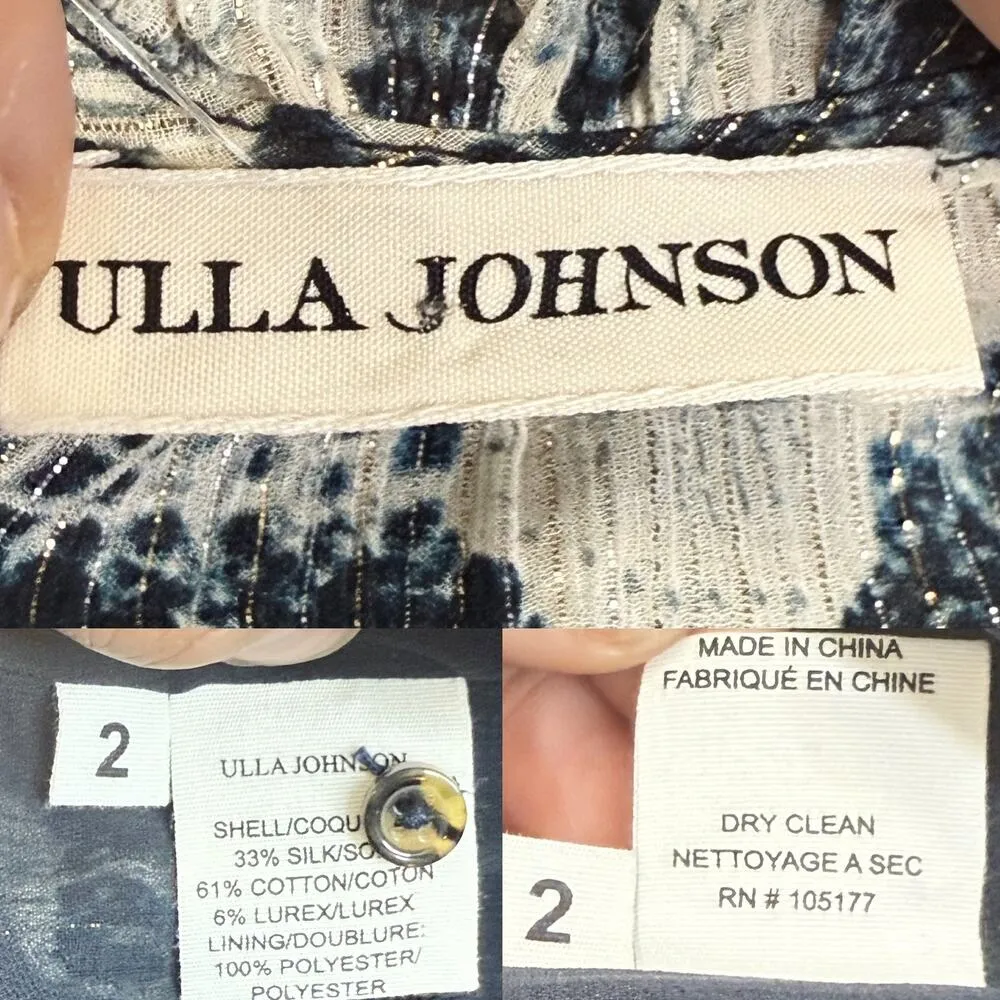 ULLA JOHNSON
2
ULLA JOHNSON
SHELL/COQU
33% SILK/SO
61% COTTON/COTON
6% LUREX/LUREX
LINING/DOUBLURE:
100% POLYESTER/
POLYESTER
MADE IN CHINA
FABRIQUÉ EN CHINE
DRY CLEAN
NETTOYAGE A SEC
RN # 105177
2